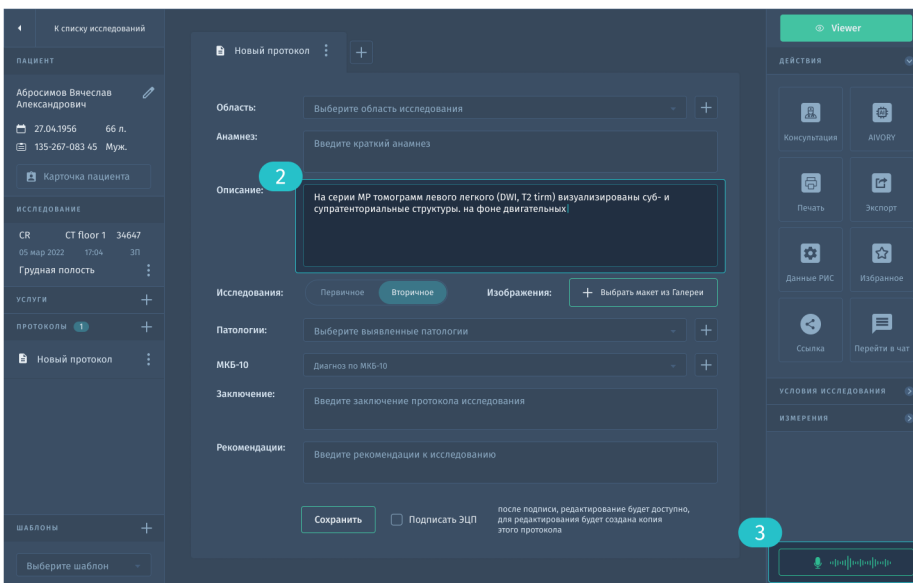 К списку исследований
ПАЦИЕНТ
Абросимов Вячеслав
Александрович
27.04.1956 66 л.
135-267-083 45 Муж.
Карточка пациента
ИССЛЕДОВАНИЕ
CR CT floor 1 34647
05 мар 2022 17:04 ЗП
Грудная полость
УСЛУГИ
ПРОТОКОЛЫ 1
Новый протокол
ШАБЛОНЫ
Выберите шаблон
Новый протокол
Область: Выберите область исследования
Анамнез: Введите краткий анамнез
2
Описание: На серии МР томограмм левого легкого (DWI, T2 tirm) визуализированы суб- и
супратенториальные структуры. на фоне двигательных
Исследования: Первичное Вторичное Изображения: Выбрать макет из Галереи
Патологии: Выберите выявленные патологии
МКБ-10 Диагноз по МКБ-10
Заключение: Введите заключение протокола исследования
Рекомендации: Введите рекомендации к исследованию
Сохранить Подписать ЭЦП
после подписи, редактирование будет доступно,
для редактирования будет создана копия
этого протокола
Viewer
ДЕЙСТВИЯ
Консультация AIVORY
Печать Экспорт
Данные РИС Избранное
Ссылка Перейти в чат
УСЛОВИЯ ИССЛЕДОВАНИЯ
ИЗМЕРЕНИЯ
3